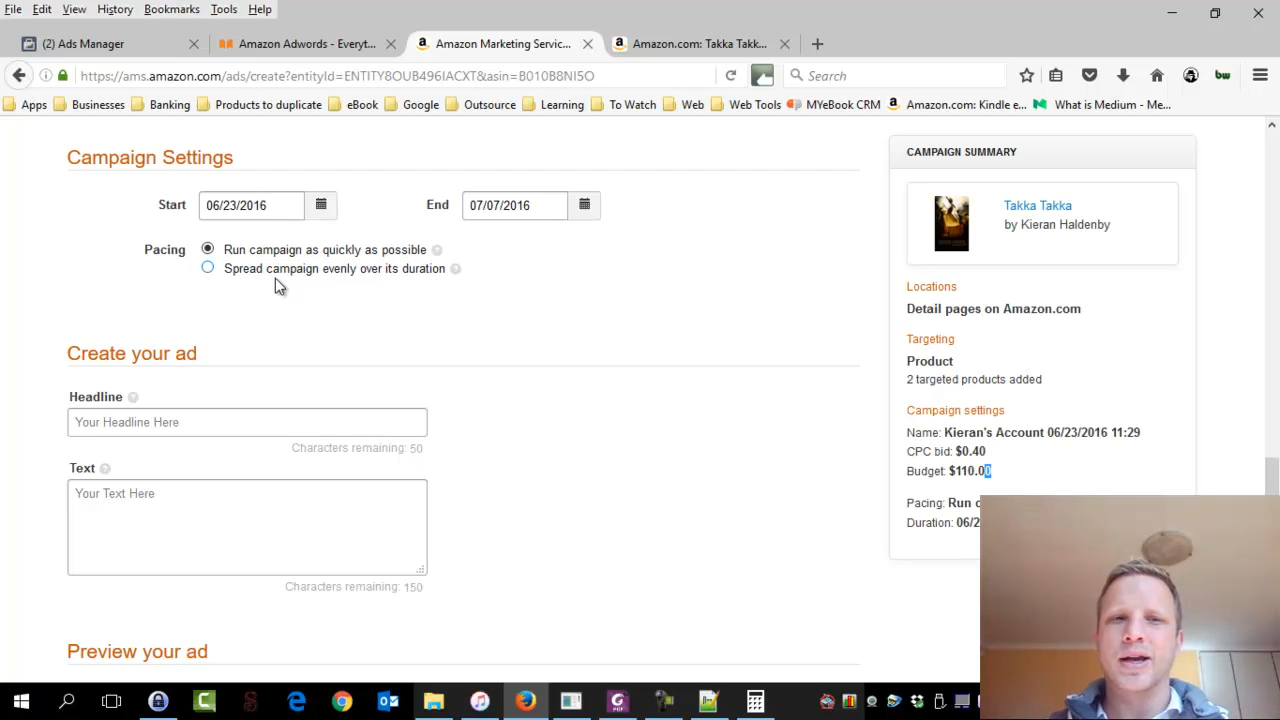 File Edit View History Bookmarks Tools Help
(2) Ads Manager
Amazon Adwords - Everyt...
Amazon Marketing Servic...
Amazon.com: Takka Takk...
https://ams.amazon.com/ads/create?entityId=ENTITY8OUB496IACXT&asin=B010B8NI5O
Search
Apps Businesses Banking Products to duplicate eBook Google Outsource Learning To Watch Web Web Tools MYeBook CRM Amazon.com: Kindle e... What is Medium - Me...
Campaign Settings
Start 06/23/2016 End 07/07/2016
Pacing Run campaign as quickly as possible
Spread campaign evenly over its duration
Create your ad
Headline
Your Headline Here
Characters remaining: 50
Text
Your Text Here
Characters remaining: 150
Preview your ad
CAMPAIGN SUMMARY
Takka Takka
by Kieran Haldenby
Locations
Detail pages on Amazon.com
Targeting
Product
2 targeted products added
Campaign settings
Name: Kieran's Account 06/23/2016 11:29
CPC bid: $0.40
Budget: $110.00
Pacing: Run
Duration: 06/2